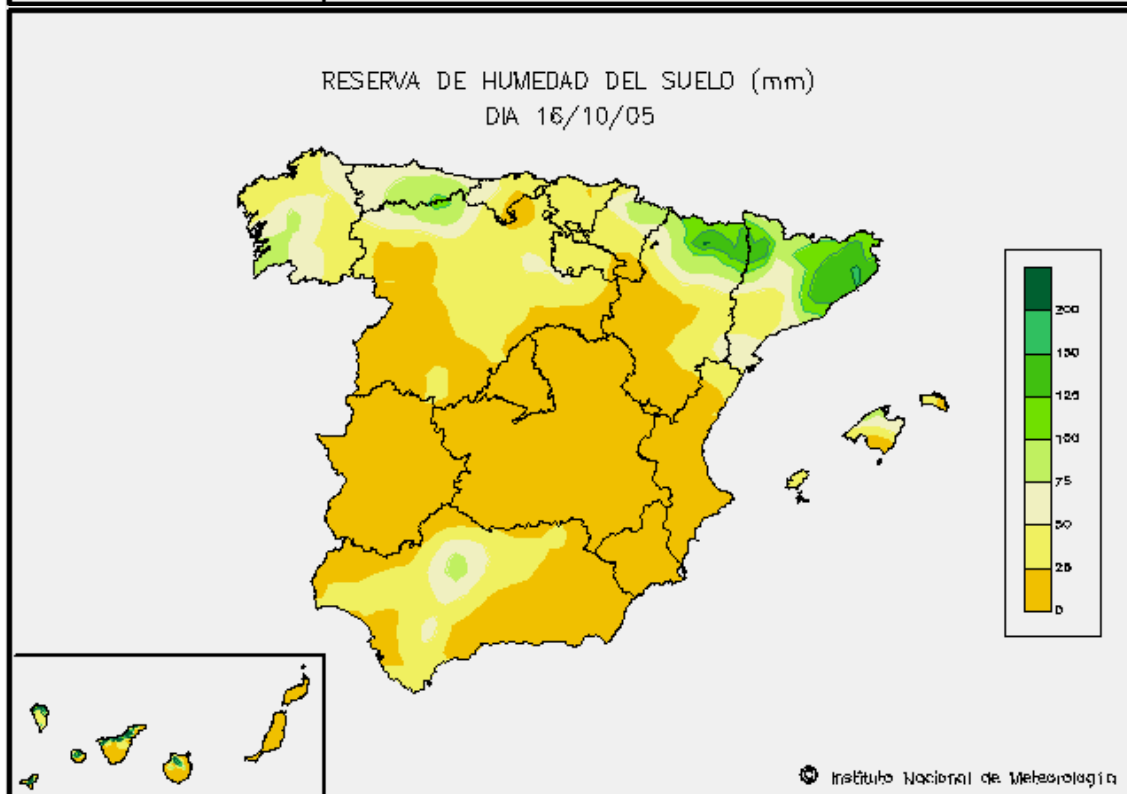 RESERVA DE HUMEDAD DEL SUELO (mm)
DIA 16/10/05
200
150
125
100
75
50
25
0
© Instituto Nacional de Meteorología